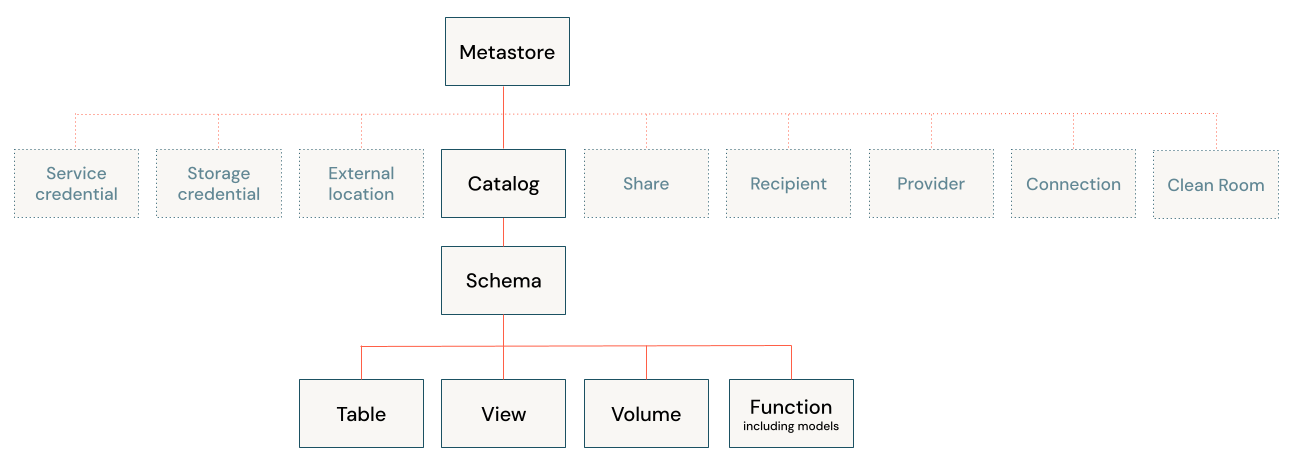 Metastore
Service
credential
Storage
credential
External
location
Catalog
Share
Recipient
Provider
Connection
Clean Room
Schema
Table
View
Volume
Function
including models